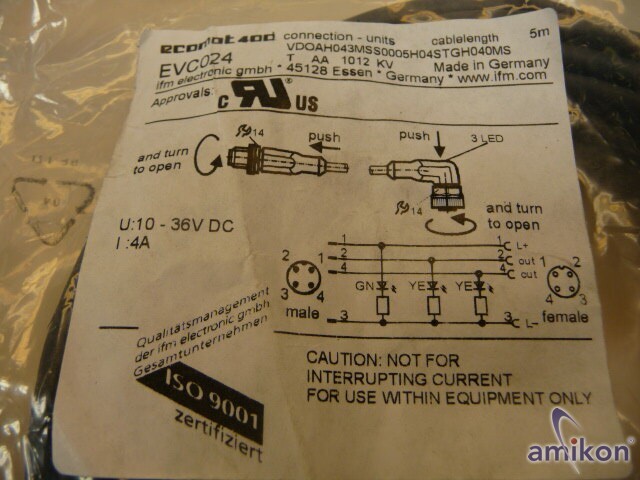 ecomat 400 connection - units cablelength 5m
EVC024 VDOAH043MSS0005H04STGH040MS
T AA 1012 KV Made in Germany
ifm electronic gmbh * 45128 Essen * Germany * www.ifm.com
Approvals: c RU US
14 push push 3 LED
and turn
to open
14
and turn
to open
U:10 - 36V DC
I :4A
1 1 L+
2 2 out
4 4 out
GN YE YE
3 3 L-
1 2 3 4
male
1 2 3 4
female
Qualitätsmanagement
der ifm electronic gmbh
Gesamtunternehmen
ISO 9001
zertifiziert
CAUTION: NOT FOR
INTERRUPTING CURRENT
FOR USE WITHIN EQUIPMENT ONLY
amikon